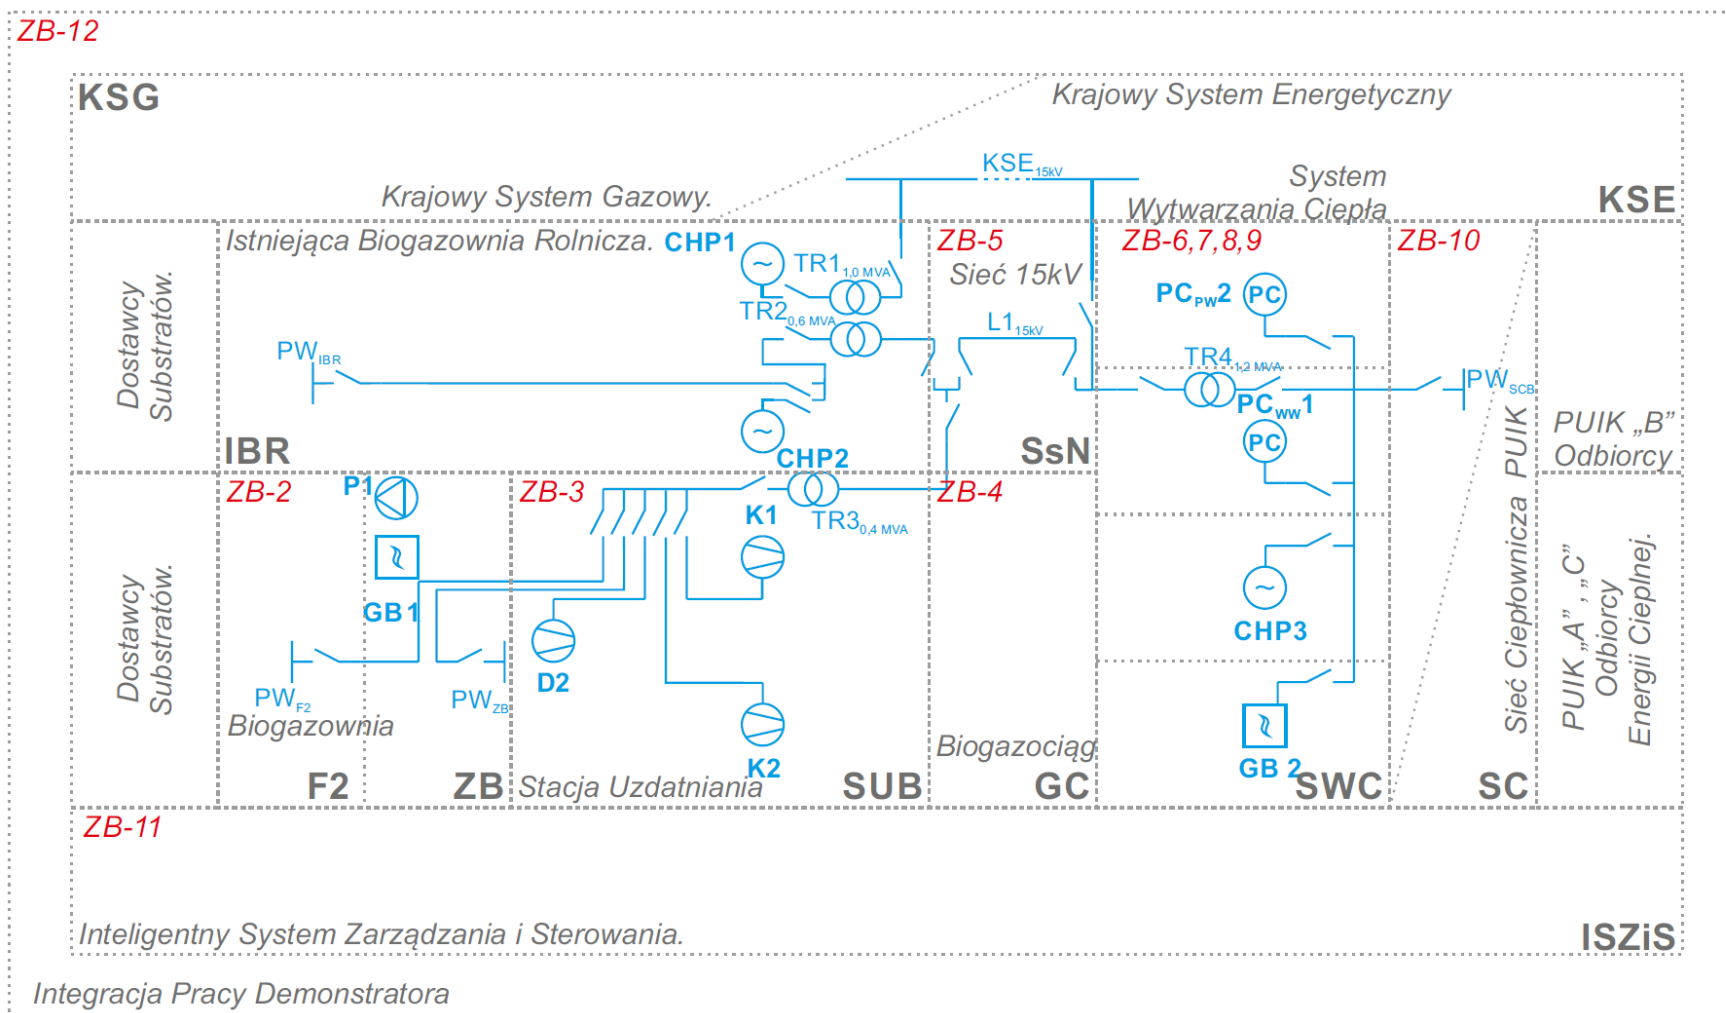 ZB-12
KSG
Krajowy System Energetyczny
KSE15kV
System
Wytwarzania Ciepła
KSE
Krajowy System Gazowy.
Istniejąca Biogazownia Rolnicza.
CHP1
ZB-5
ZB-6,7,8,9
ZB-10
Sieć 15kV
TR11,0 MVA
TR20,6 MVA
PCPW2
PC
L115kV
Dostawcy
Substratów.
PWIBR
TR41,2 MVA
PWSCB
PCWW1
PC
PUIK „B”
Odbiorcy
IBR
CHP2
SsN
Sieć Ciepłownicza PUIK
ZB-2
P1
ZB-3
K1
TR30,4 MVA
ZB-4
GB1
Dostawcy
Substratów.
CHP3
PUIK „A” , „C”
Odbiorcy
Energii Cieplnej.
D2
PWF2
PWZB
Biogazownia
K2
Biogazociąg
GB 2
F2
ZB
Stacja Uzdatniania
SUB
GC
SWC
SC
ZB-11
Inteligentny System Zarządzania i Sterowania.
ISZiS
Integracja Pracy Demonstratora